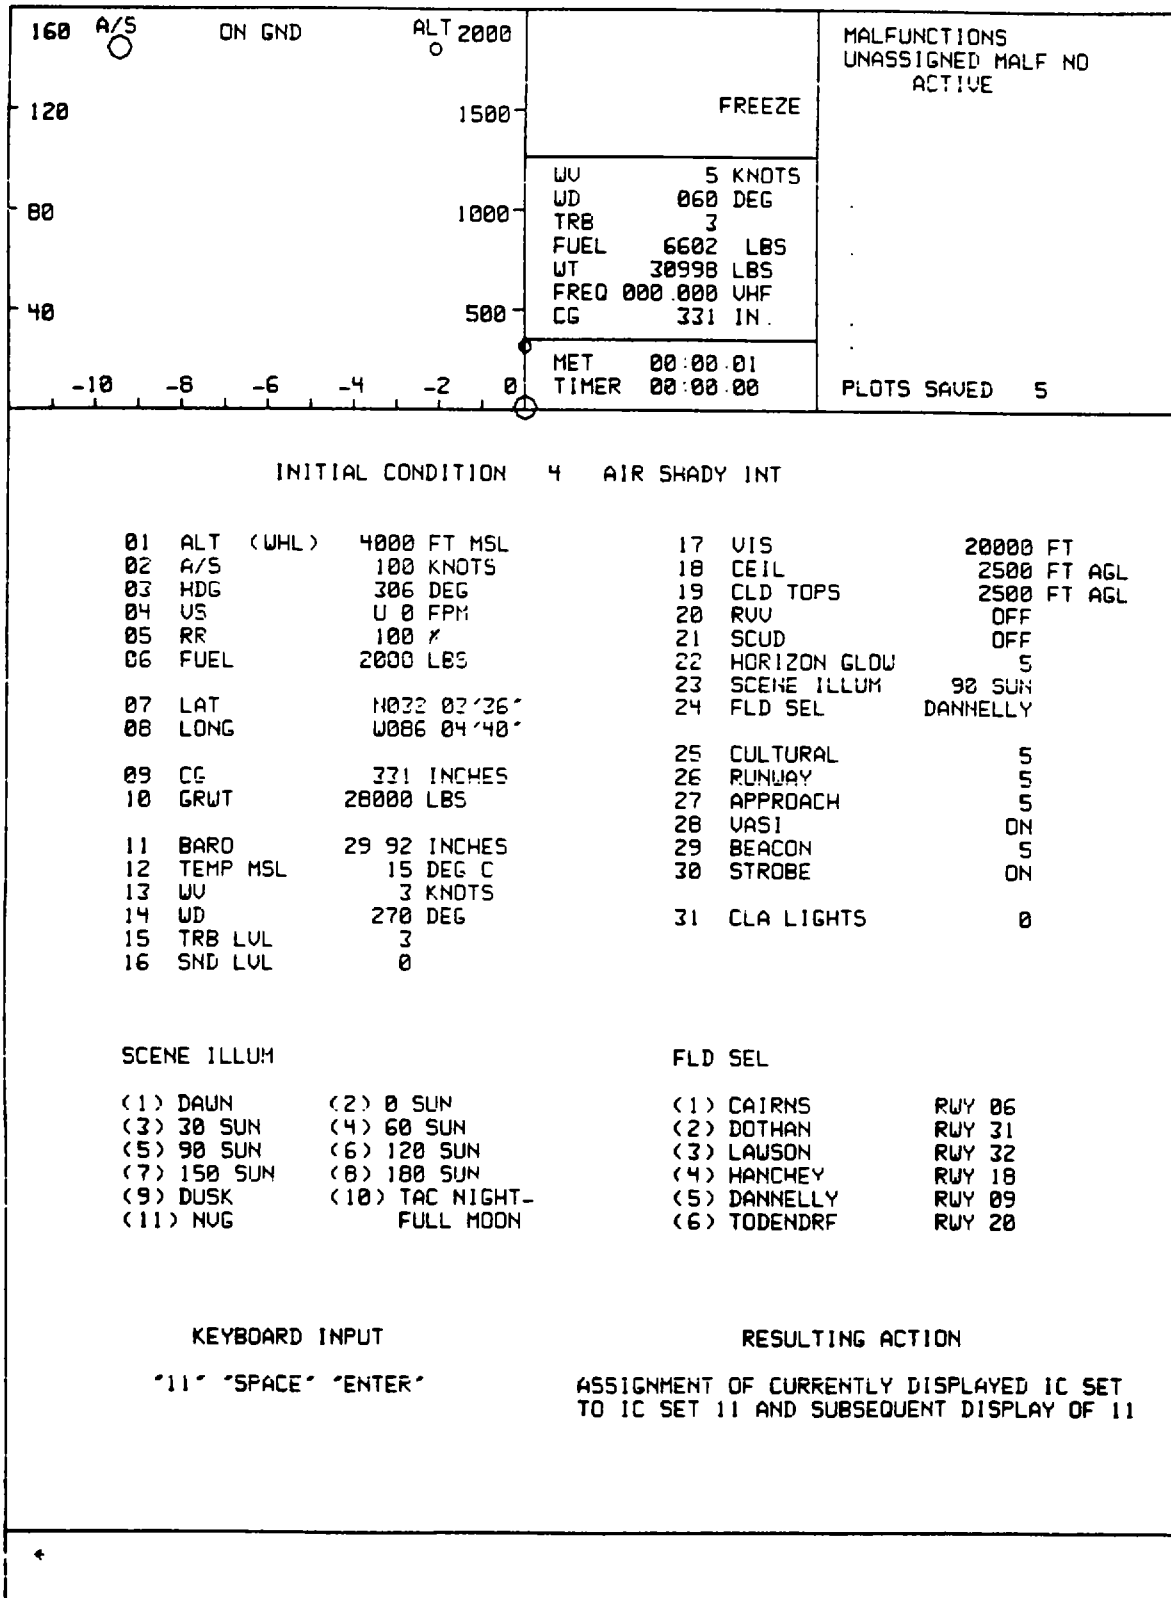 160 A/S ON GND ALT 2000
120 1500
80 1000
40 500
-10 -8 -6 -4 -2 0
FREEZE
WV 5 KNOTS
WD 060 DEG
TRB 3
FUEL 6602 LBS
WT 30998 LBS
FREQ 000.000 VHF
CG 331 IN.
MET 00:00.01
TIMER 00:00.00
MALFUNCTIONS
UNASSIGNED MALF NO
ACTIVE
PLOTS SAVED 5
INITIAL CONDITION 4 AIR SHADY INT
01 ALT (WHL) 4000 FT MSL
02 A/S 100 KNOTS
03 HDG 306 DEG
04 VS U 0 FPM
05 RR 100 %
06 FUEL 2000 LBS
07 LAT N032 03'36"
08 LONG W086 04'40"
09 CG 331 INCHES
10 GRWT 28000 LBS
11 BARO 29 92 INCHES
12 TEMP MSL 15 DEG C
13 WV 3 KNOTS
14 WD 270 DEG
15 TRB LVL 3
16 SND LVL 0
17 VIS 20000 FT
18 CEIL 2500 FT AGL
19 CLD TOPS 2500 FT AGL
20 RVV OFF
21 SCUD OFF
22 HORIZON GLOW 5
23 SCENE ILLUM 90 SUN
24 FLD SEL DANNELLY
25 CULTURAL 5
26 RUNWAY 5
27 APPROACH 5
28 VASI ON
29 BEACON 5
30 STROBE ON
31 CLA LIGHTS 0
SCENE ILLUM
(1) DAWN (2) 0 SUN
(3) 30 SUN (4) 60 SUN
(5) 90 SUN (6) 120 SUN
(7) 150 SUN (8) 180 SUN
(9) DUSK (10) TAC NIGHT-
(11) NVG FULL MOON
FLD SEL
(1) CAIRNS RWY 06
(2) DOTHAN RWY 31
(3) LAWSON RWY 32
(4) HANCHEY RWY 18
(5) DANNELLY RWY 09
(6) TODENDRF RWY 20
KEYBOARD INPUT
"11" "SPACE" "ENTER"
RESULTING ACTION
ASSIGNMENT OF CURRENTLY DISPLAYED IC SET
TO IC SET 11 AND SUBSEQUENT DISPLAY OF 11